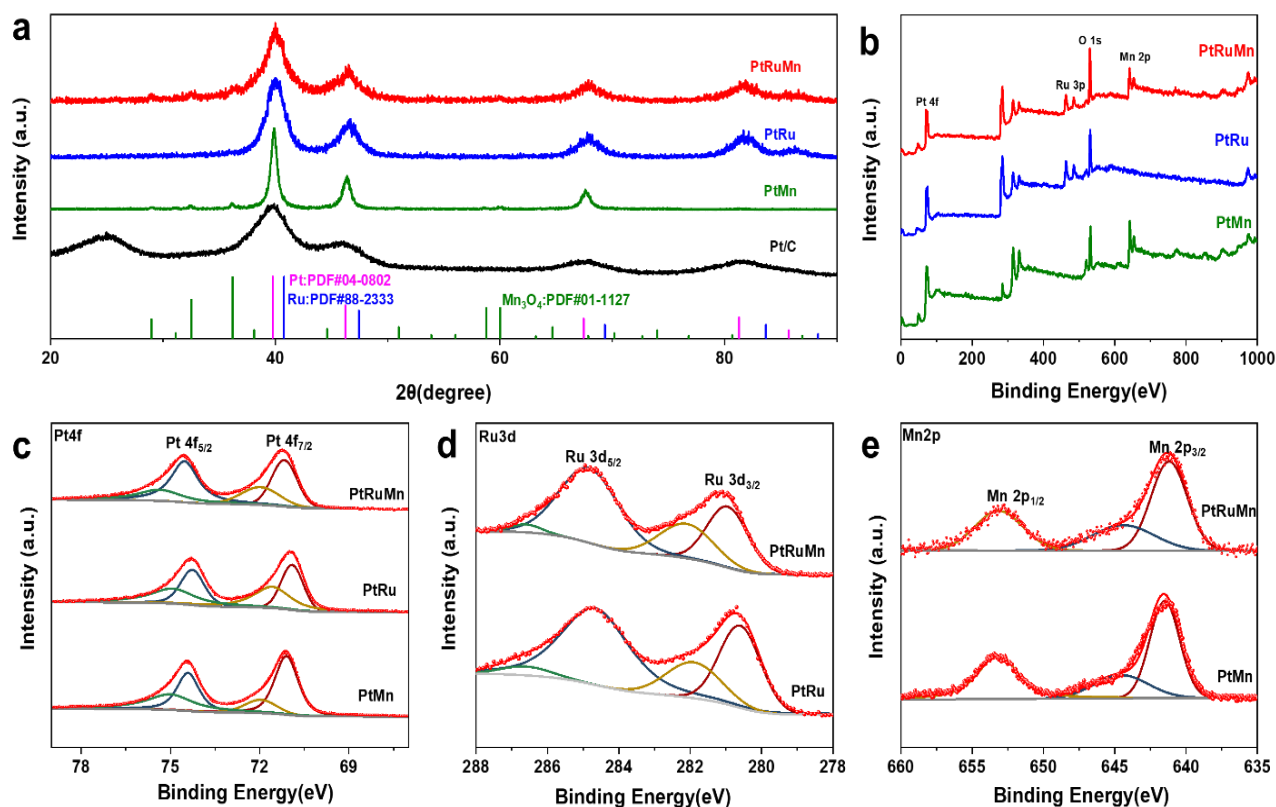 a
PtRuMn
PtRu
PtMn
Pt/C
Pt:PDF#04-0802
Ru:PDF#88-2333
Mn₃O₄:PDF#01-1127
Intensity (a.u.)
20 40 60 80
2θ(degree)
b
O 1s
PtRuMn
Mn 2p
Ru 3p
Pt 4f
PtRu
PtMn
Intensity (a.u.)
0 200 400 600 800 1000
Binding Energy(eV)
c
Pt4f
Pt 4f₅/₂
Pt 4f₇/₂
PtRuMn
PtRu
PtMn
Intensity (a.u.)
78 75 72 69
Binding Energy(eV)
d
Ru3d
Ru 3d₅/₂
Ru 3d₃/₂
PtRuMn
PtRu
Intensity (a.u.)
288 286 284 282 280 278
Binding Energy(eV)
e
Mn2p
Mn 2p₃/₂
Mn 2p₁/₂
PtRuMn
PtMn
Intensity (a.u.)
660 655 650 645 640 635
Binding Energy(eV)